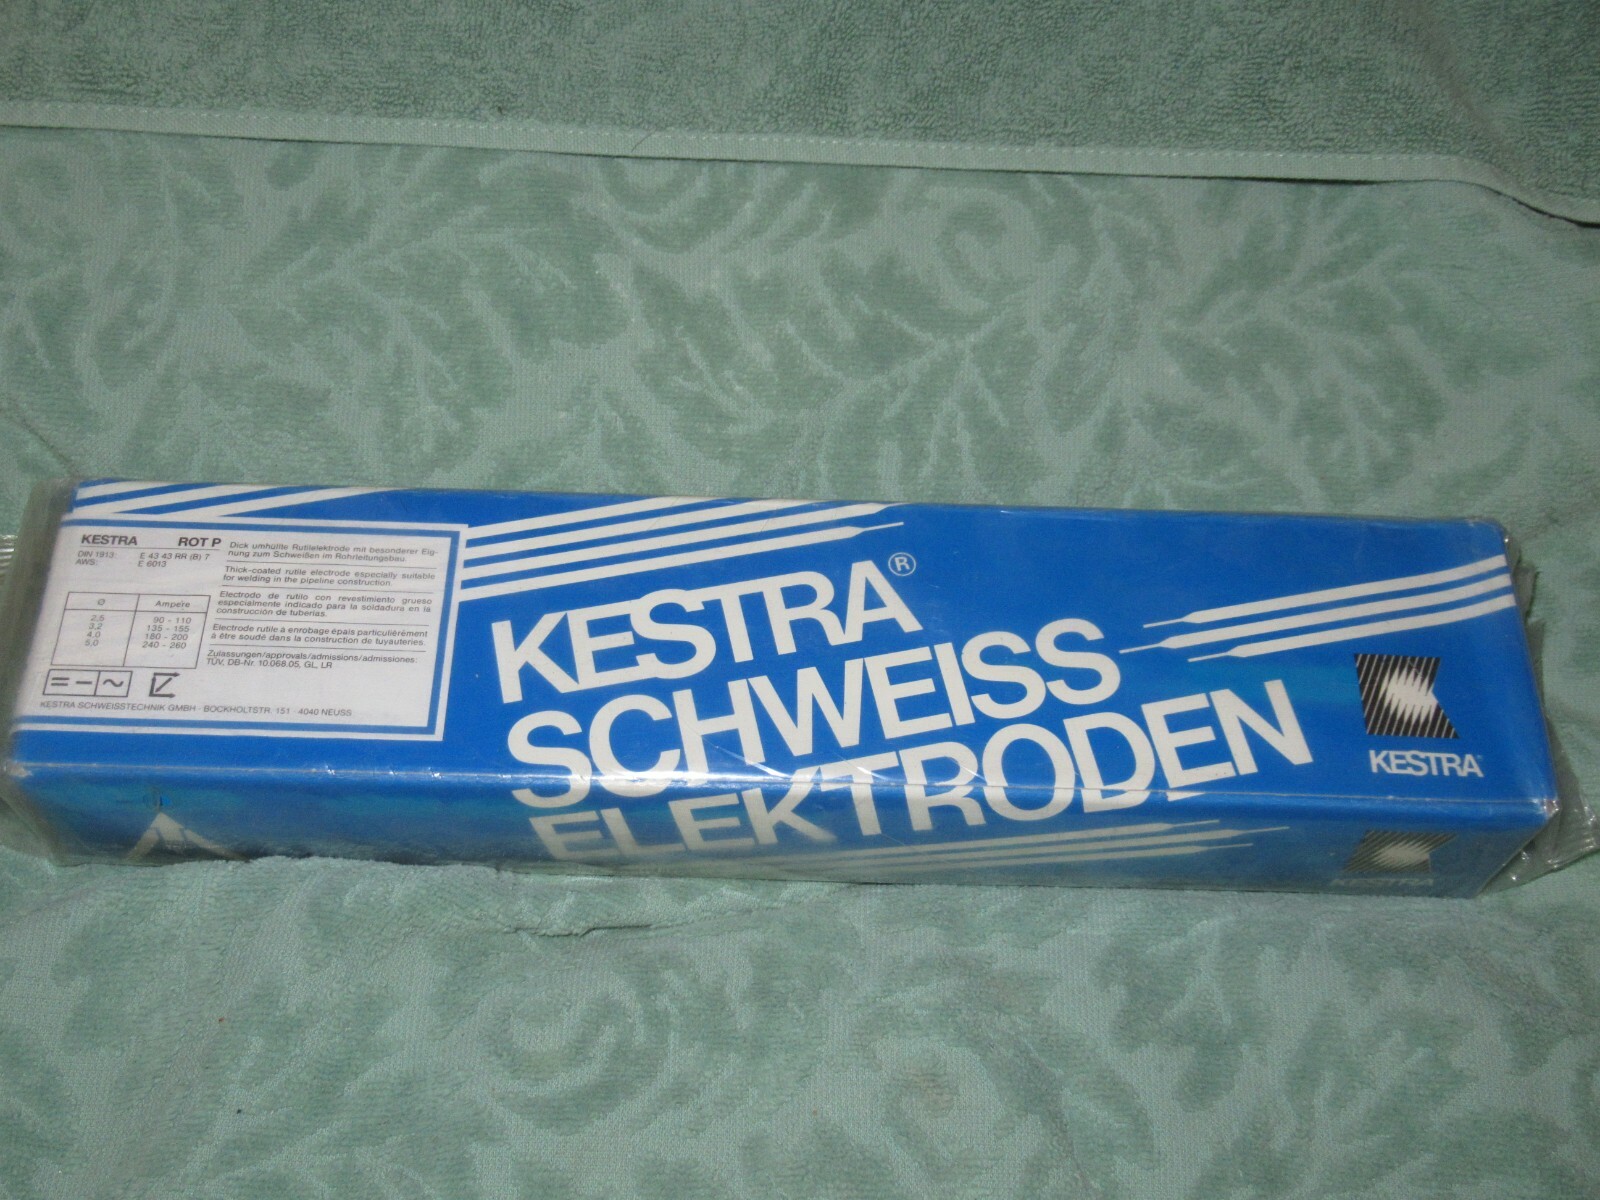 KESTRA ROT P
DIN 1913: E 43 43 RR (B) 7
AWS: E 6013
Ø Ampere
2,5 90 - 110
3,2 135 - 155
4,0 180 - 200
5,0 240 - 260
Dick umhüllte Rutilelektrode mit besonderer Eig-
nung zum Schweißen im Rohrleitungsbau.
Thick-coated rutile electrode especially suitable
for welding in the pipeline construction.
Electrodo de rutilo con revestimiento grueso
especialmente indicado para la soldadura en la
construcción de tuberias.
Electrode rutile à enrobage épais particulièrément
à être soudé dans la construction de tuyauteries.
Zulassungen/approvals/admissions/admissiones:
TÜV, DB-Nr. 10.068.05, GL, LR
= – ~
KESTRA SCHWEISSTECHNIK GMBH · BOCKHOLTSTR. 151 · 4040 NEUSS
KESTRA®
SCHWEISS
ELEKTRODEN
KESTRA®
KESTRA